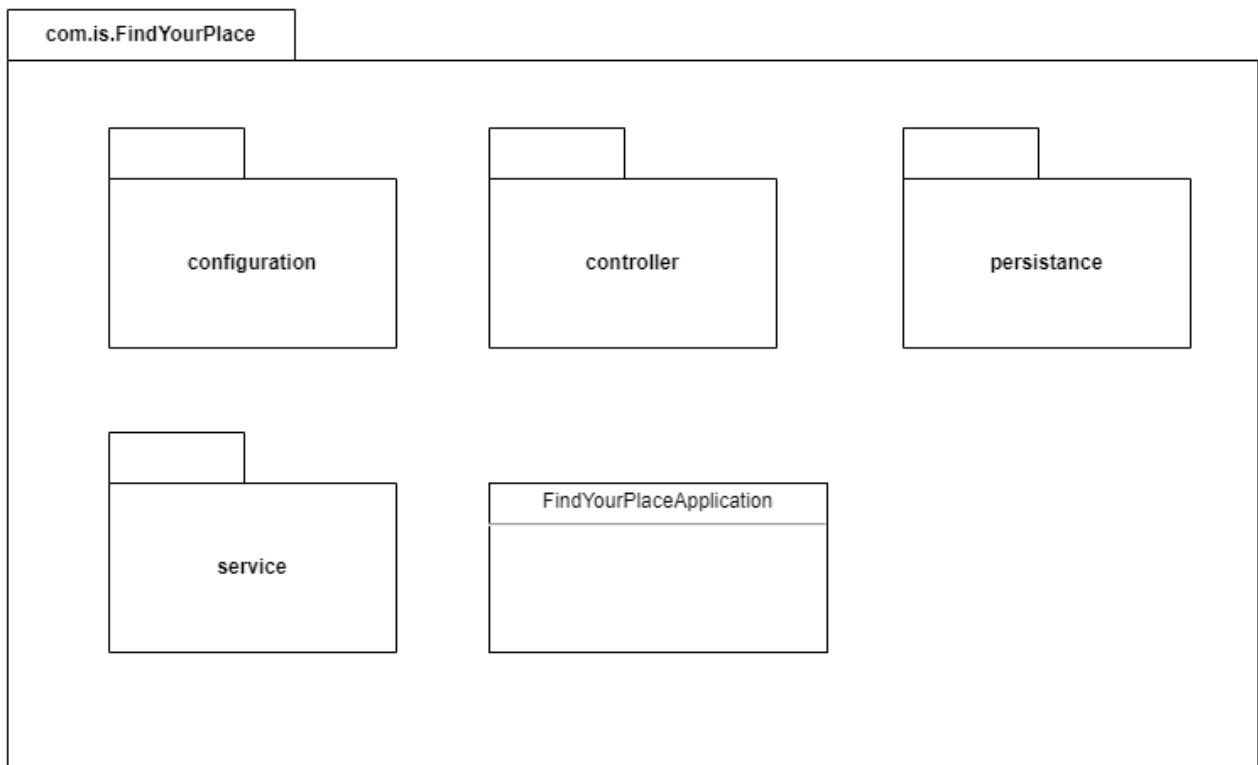 com.is.FindYourPlace
configuration
controller
persistance
service
FindYourPlaceApplication